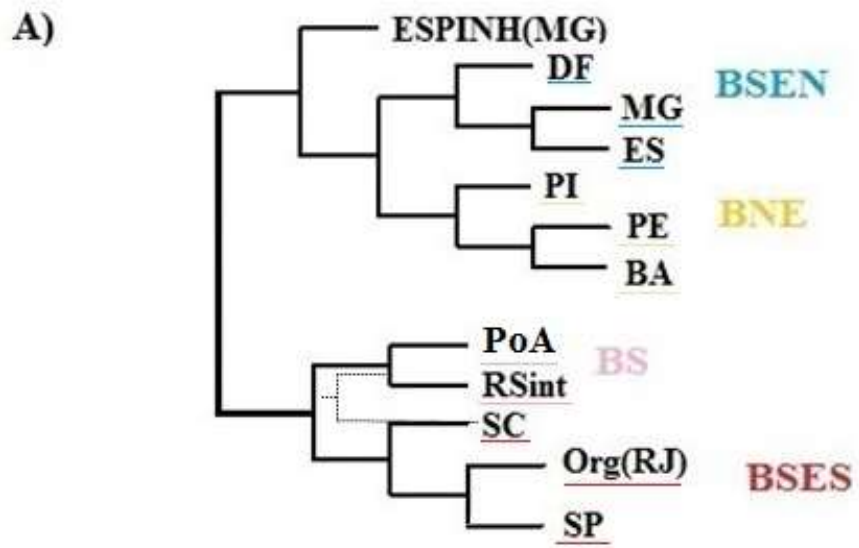 A)
ESPINH(MG)
DF
BSEN
MG
ES
PI
BNE
PE
BA
PoA
BS
RSint
SC
Org(RJ)
BSES
SP